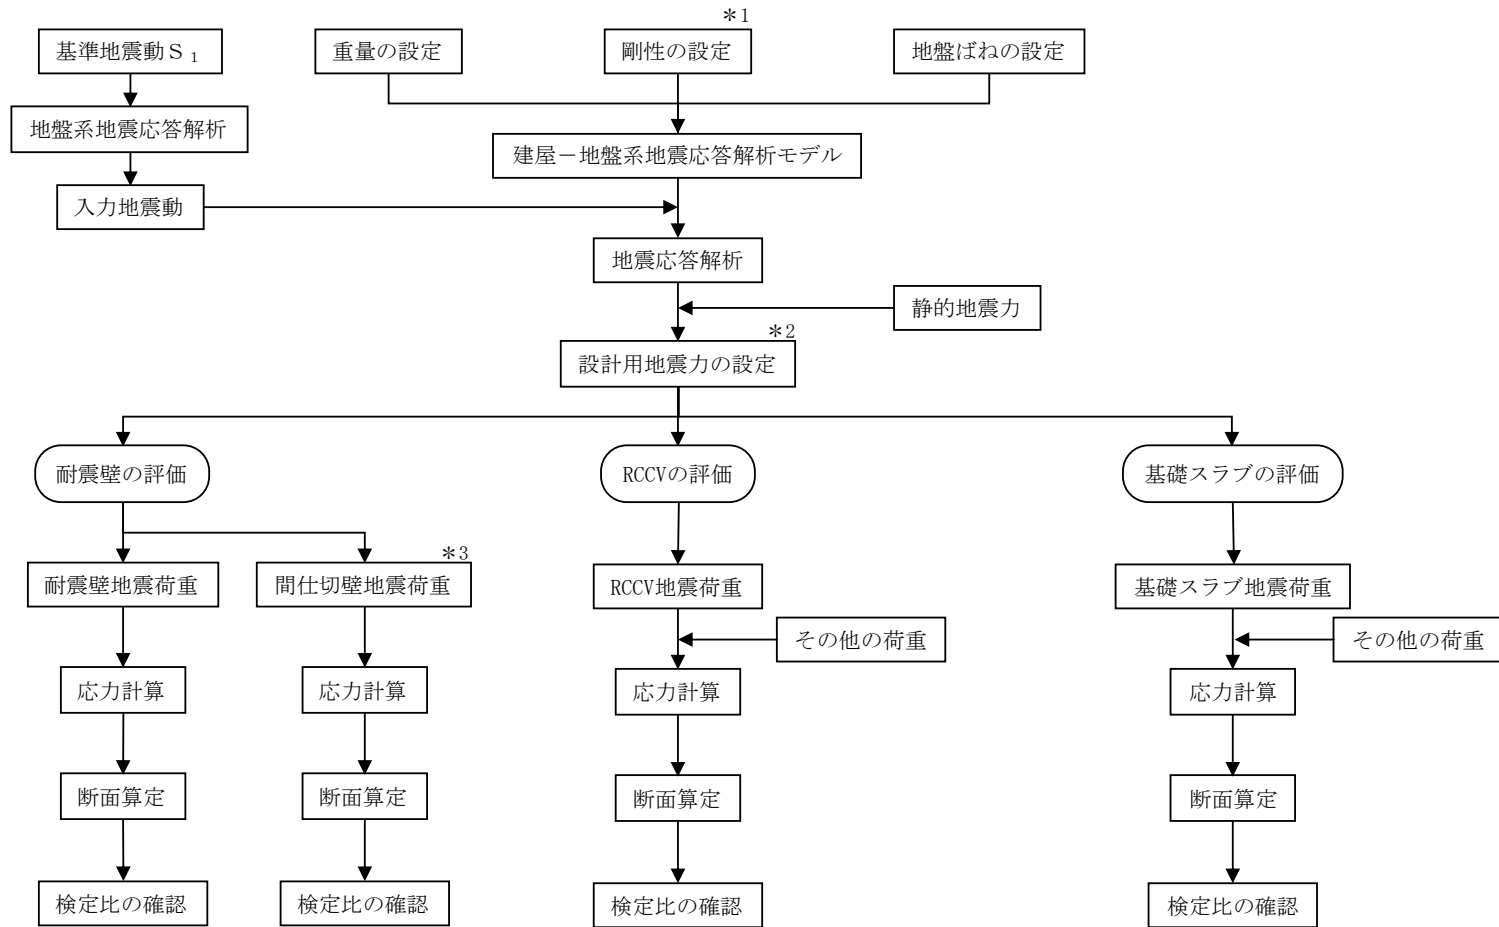 ＊1
基準地震動Ｓ₁
重量の設定
剛性の設定
地盤ばねの設定
地盤系地震応答解析
建屋－地盤系地震応答解析モデル
入力地震動
地震応答解析
静的地震力
＊2
設計用地震力の設定
耐震壁の評価
RCCVの評価
基礎スラブの評価
＊3
耐震壁地震荷重
間仕切壁地震荷重
RCCV地震荷重
基礎スラブ地震荷重
その他の荷重
その他の荷重
応力計算
応力計算
応力計算
応力計算
断面算定
断面算定
断面算定
断面算定
検定比の確認
検定比の確認
検定比の確認
検定比の確認